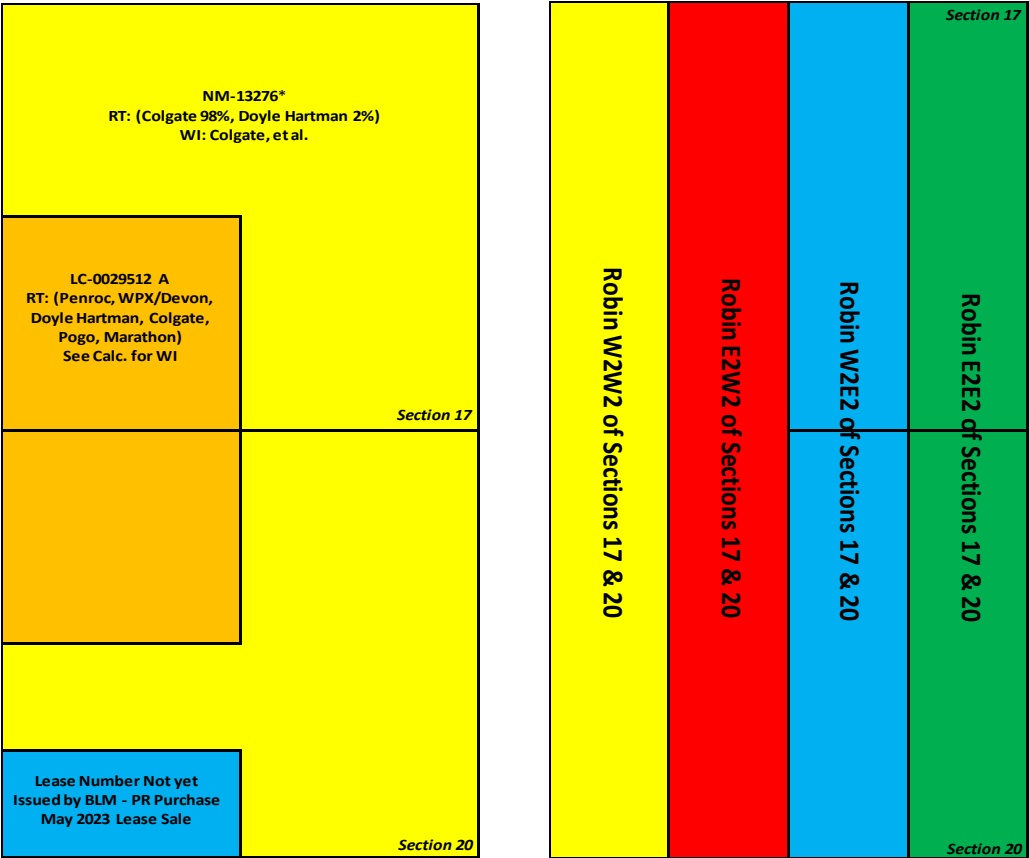 NM-13276*
RT: (Colgate 98%, Doyle Hartman 2%)
WI: Colgate, et al.
LC-0029512 A
RT: (Penroc, WPX/Devon,
Doyle Hartman, Colgate,
Pogo, Marathon)
See Calc. for WI
Section 17
Lease Number Not yet
Issued by BLM - PR Purchase
May 2023 Lease Sale
Section 20
Section 17
Robin W2W2 of Sections 17 & 20
Robin E2W2 of Sections 17 & 20
Robin W2E2 of Sections 17 & 20
Robin E2E2 of Sections 17 & 20
Section 20